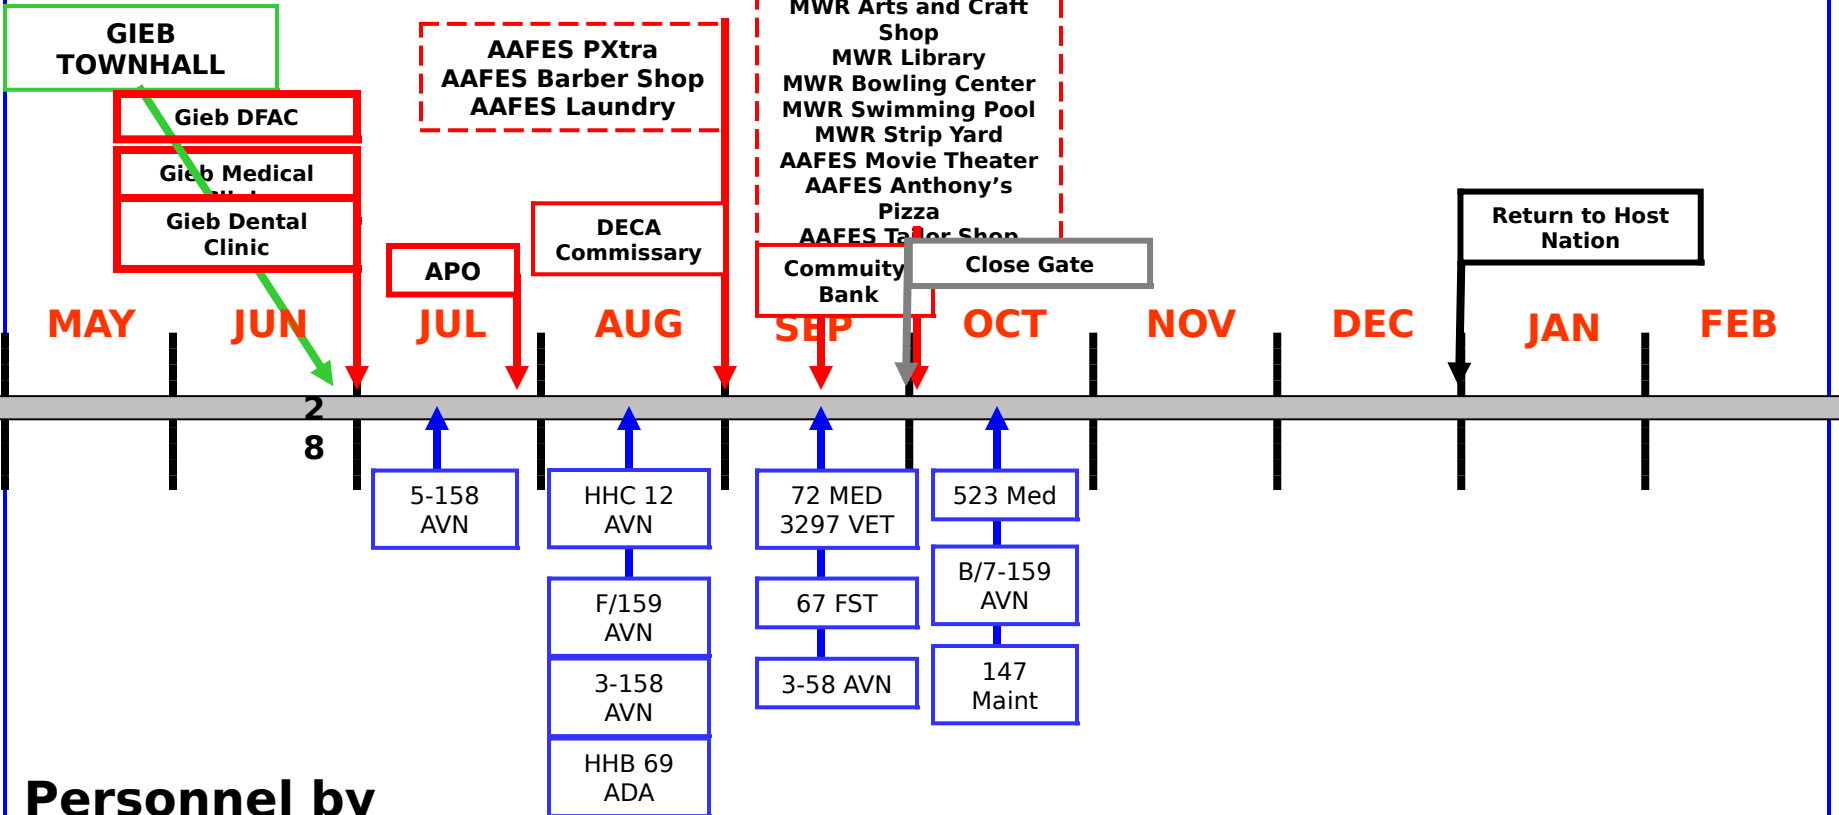 GIEB
TOWNHALL
Gieb DFAC
Gieb Medical
Gieb Dental
Clinic
AAFES PXtra
AAFES Barber Shop
AAFES Laundry
APO
DECA
Commissary
MWR Arts and Craft
Shop
MWR Library
MWR Bowling Center
MWR Swimming Pool
MWR Strip Yard
AAFES Movie Theater
AAFES Anthony’s
Pizza
AAFES Tailor Shop
Commuity
Bank
Close Gate
Return to Host
Nation
MAY JUN JUL AUG SEP OCT NOV DEC JAN FEB
2
8
5-158
AVN
HHC 12
AVN
F/159
AVN
3-158
AVN
HHB 69
ADA
72 MED
3297 VET
67 FST
3-58 AVN
523 Med
B/7-159
AVN
147
Maint
Personnel by